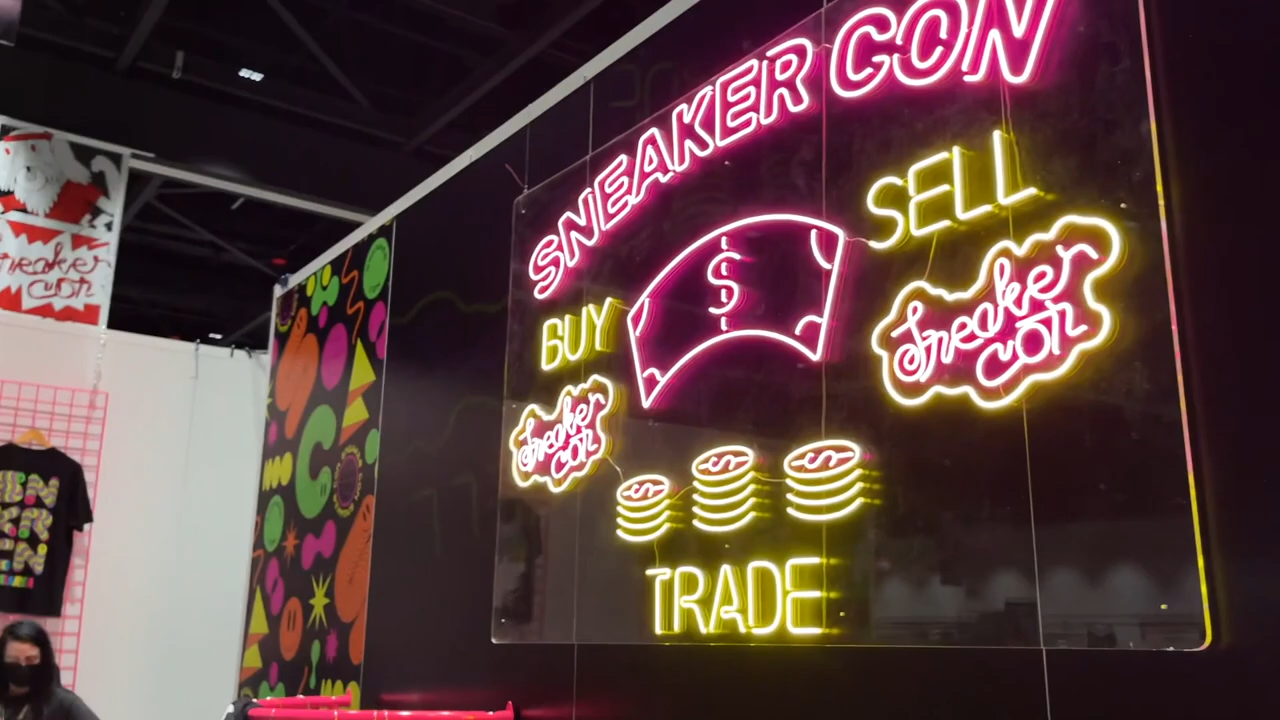 SNEAKER CON
SELL
BUY
$
Sneaker
con
Sneaker
con
TRADE
Sneaker
con